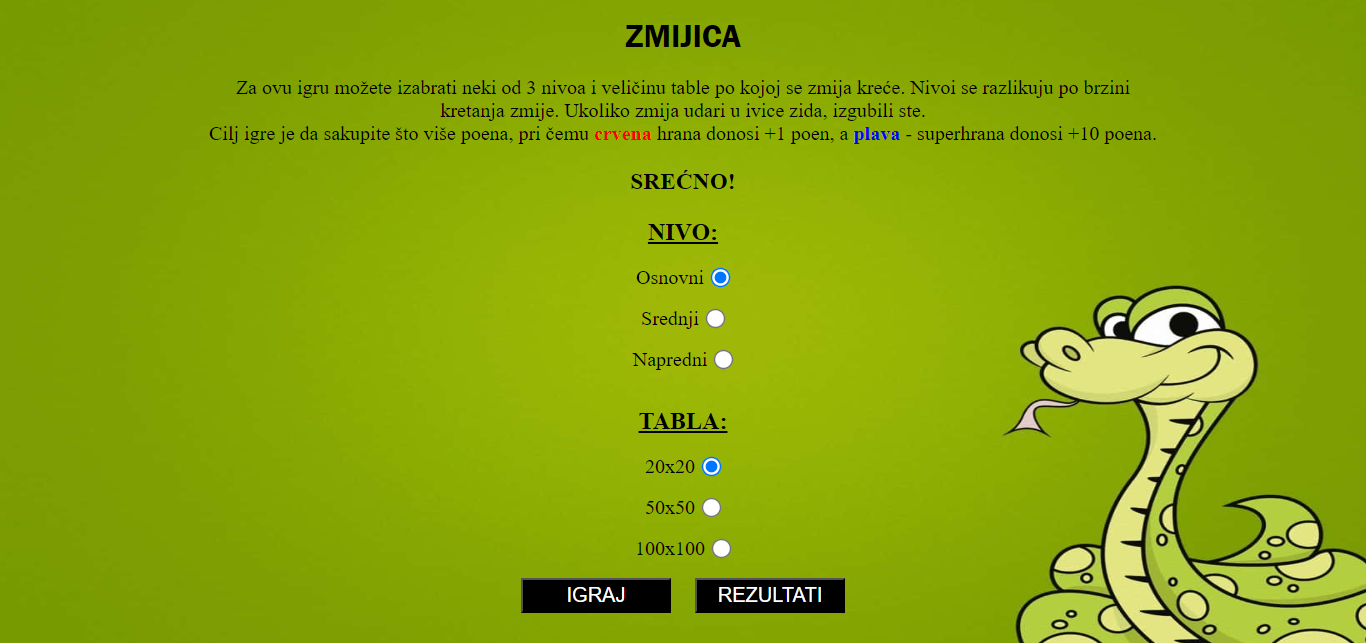 ZMIJICA
Za ovu igru možete izabrati neki od 3 nivoa i veličinu table po kojoj se zmija kreće. Nivoi se razlikuju po brzini
kretanja zmije. Ukoliko zmija udari u ivice zida, izgubili ste.
Cilj igre je da sakupite što više poena, pri čemu crvena hrana donosi +1 poen, a plava - superhrana donosi +10 poena.
SREĆNO!
NIVO:
Osnovni
Srednji
Napredni
TABLA:
20x20
50x50
100x100
IGRAJ REZULTATI